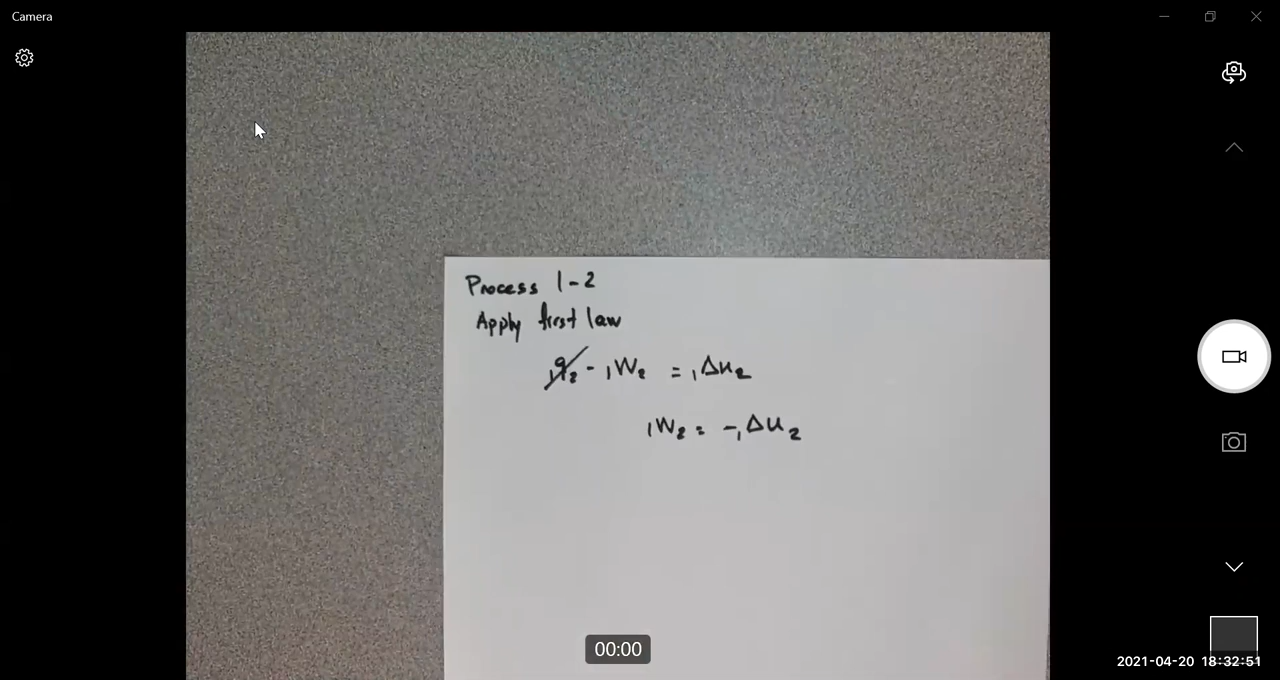 Camera
Process 1-2
Apply first law
₁q₂ - ₁W₂ = ₁Δu₂
₁W₂ = -₁Δu₂
00:00
2021-04-20 18:32:51